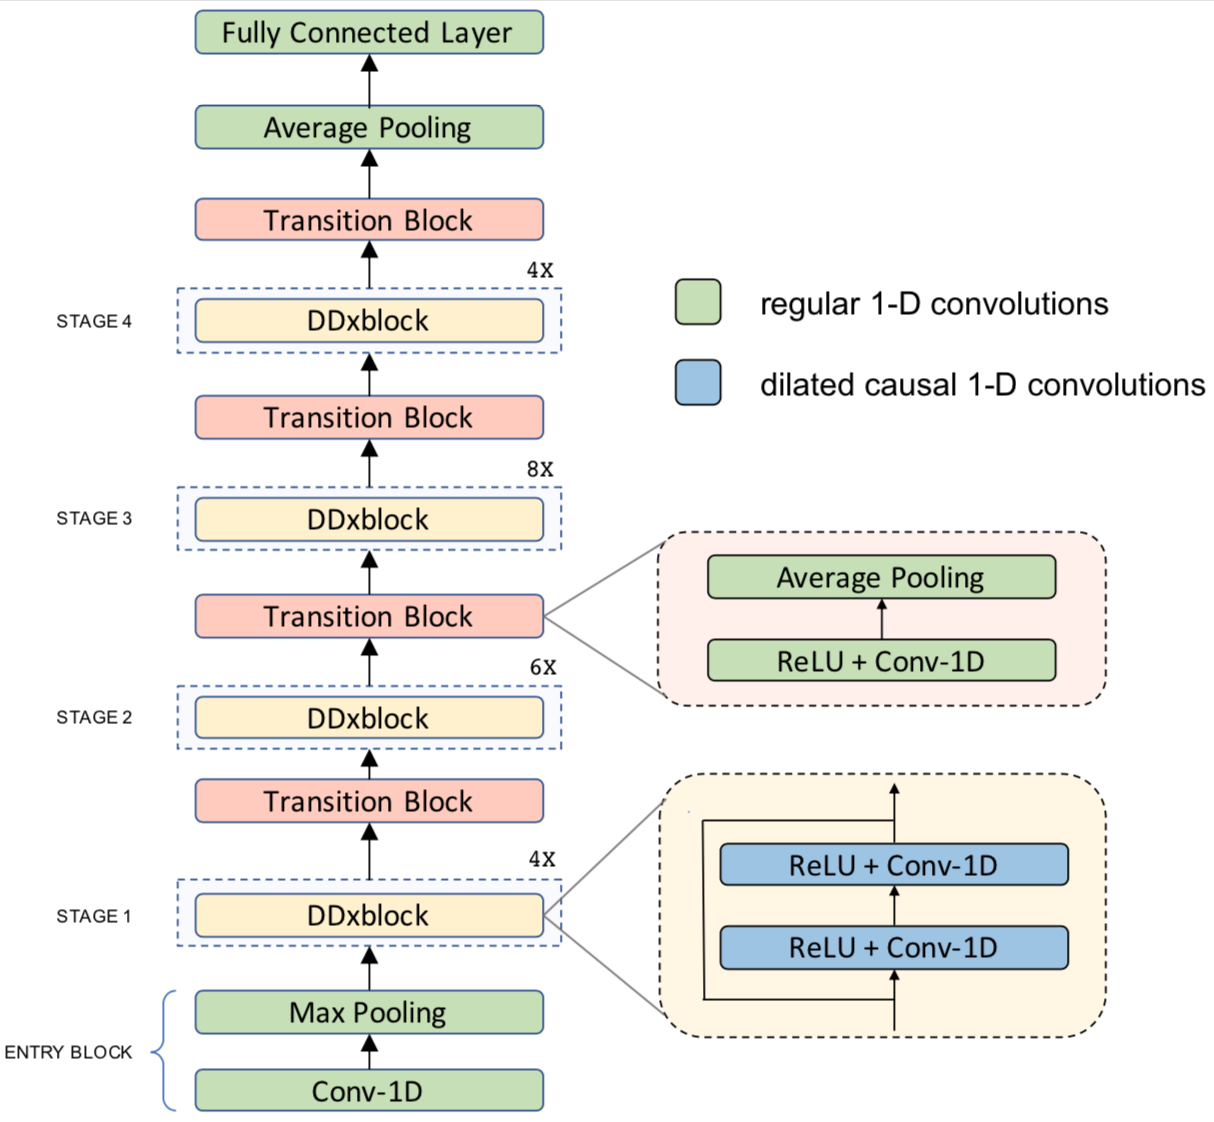 Fully Connected Layer
Average Pooling
Transition Block
4X
STAGE 4
DDxblock
Transition Block
8X
STAGE 3
DDxblock
Transition Block
6X
STAGE 2
DDxblock
Transition Block
4X
STAGE 1
DDxblock
Max Pooling
ENTRY BLOCK
Conv-1D
regular 1-D convolutions
dilated causal 1-D convolutions
Average Pooling
ReLU + Conv-1D
ReLU + Conv-1D
ReLU + Conv-1D